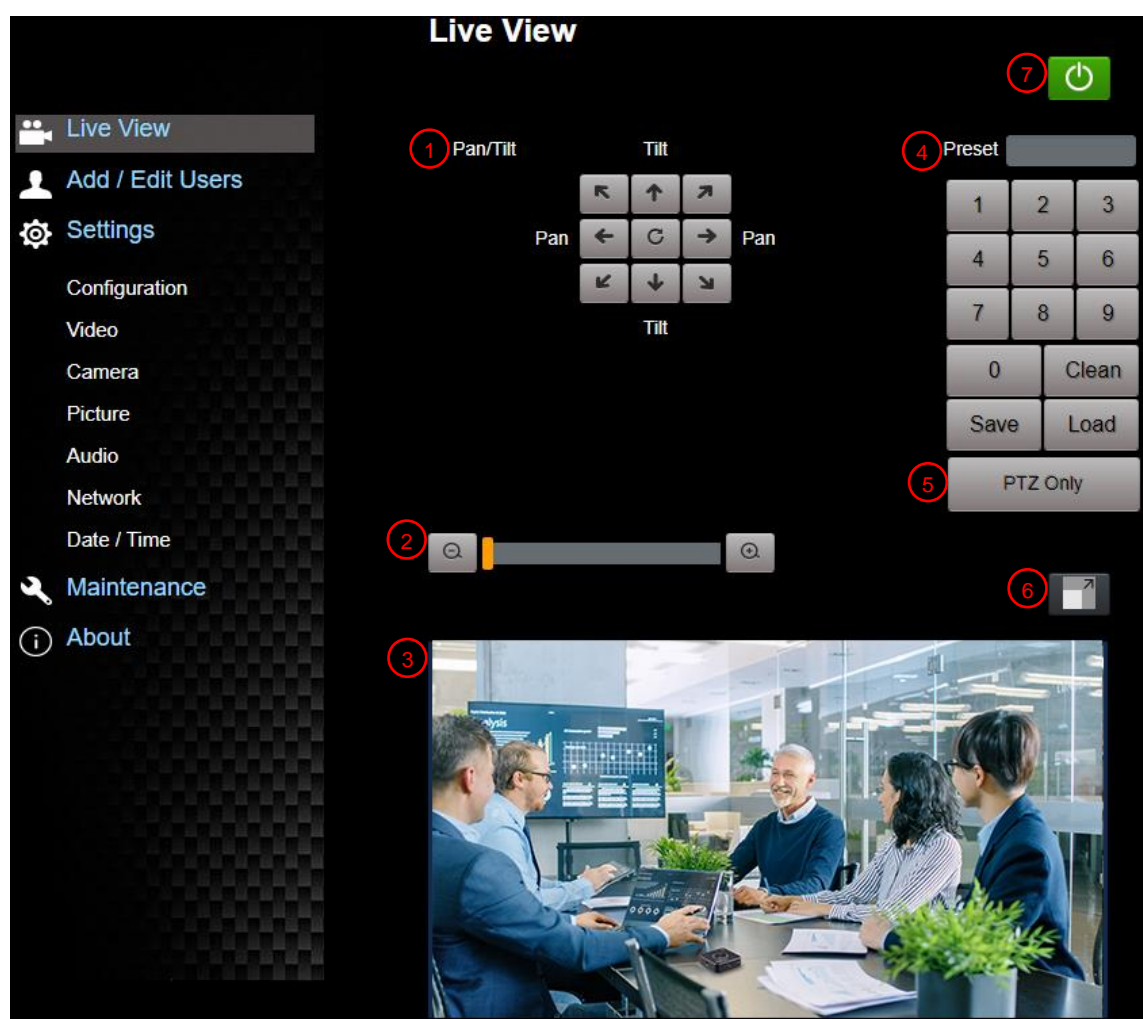 Live View
7
Live View
Add / Edit Users
Settings
Configuration
Video
Camera
Picture
Audio
Network
Date / Time
Maintenance
About
1 Pan/Tilt
Tilt
Pan
Pan
Tilt
4 Preset
1 2 3
4 5 6
7 8 9
0 Clean
Save Load
5 PTZ Only
2
6
3